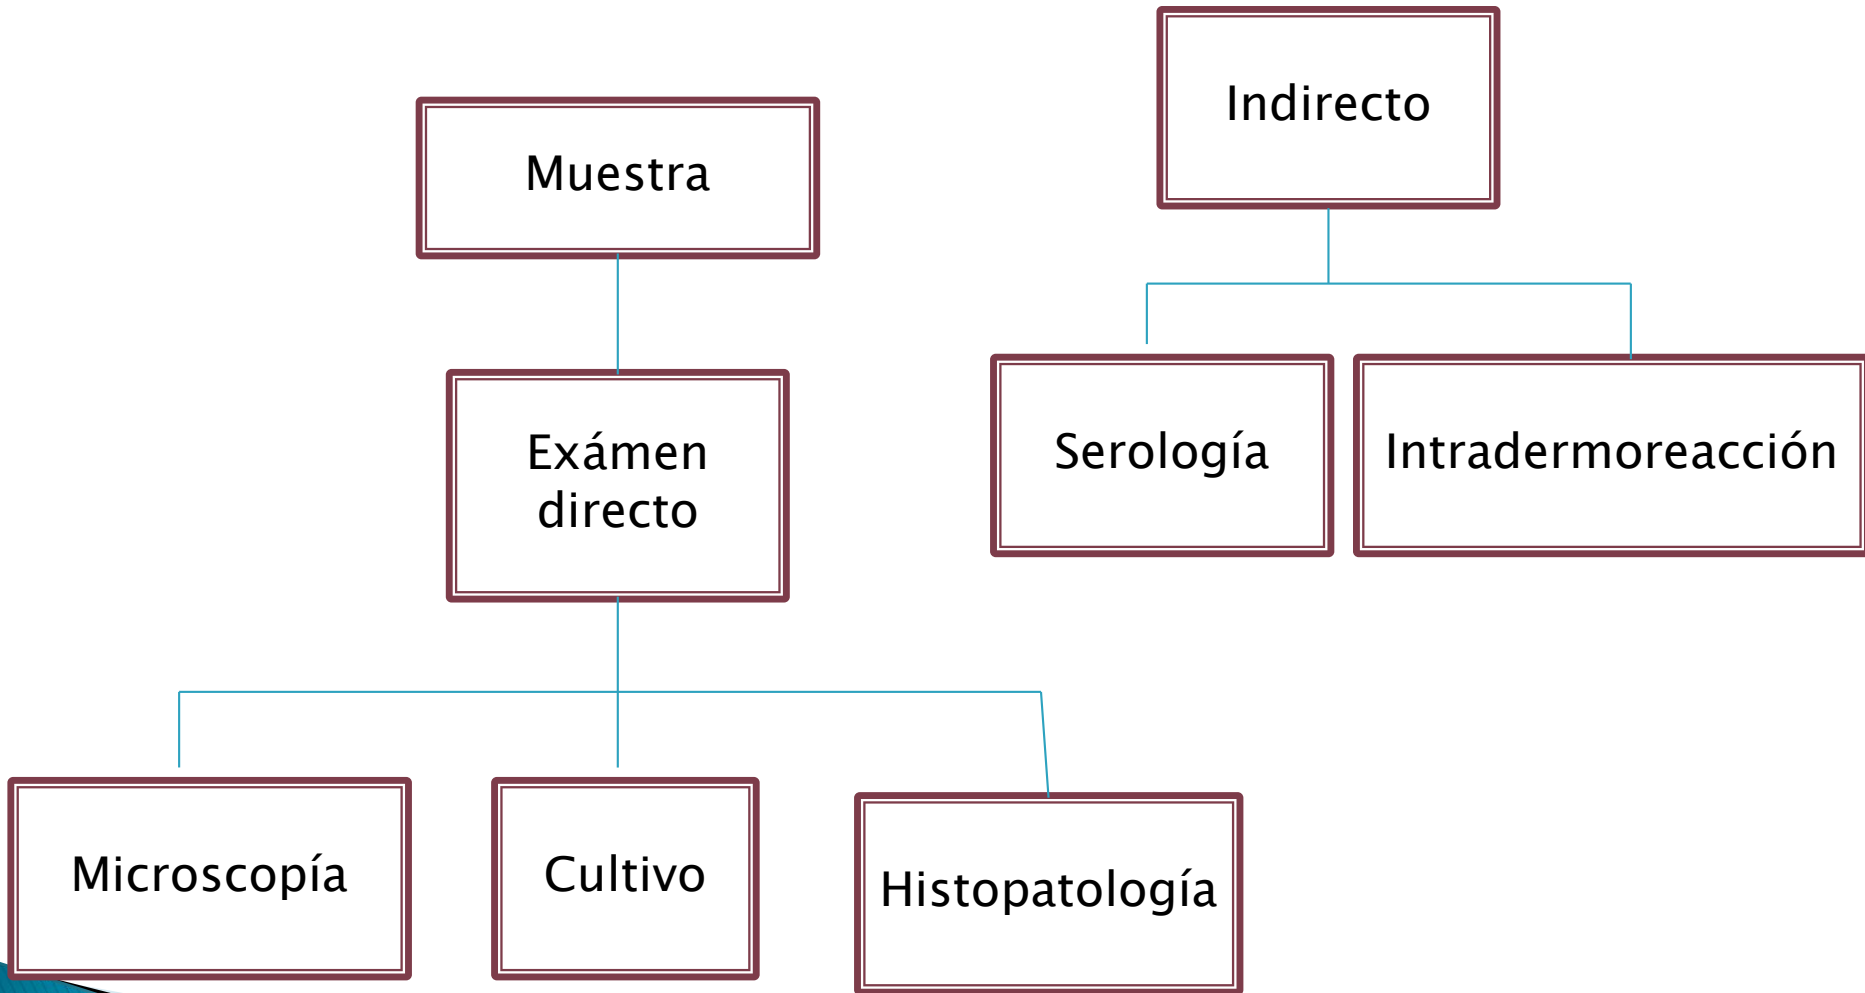 Muestra
Exámen
directo
Microscopía
Cultivo
Histopatología
Indirecto
Serología
Intradermoreacción